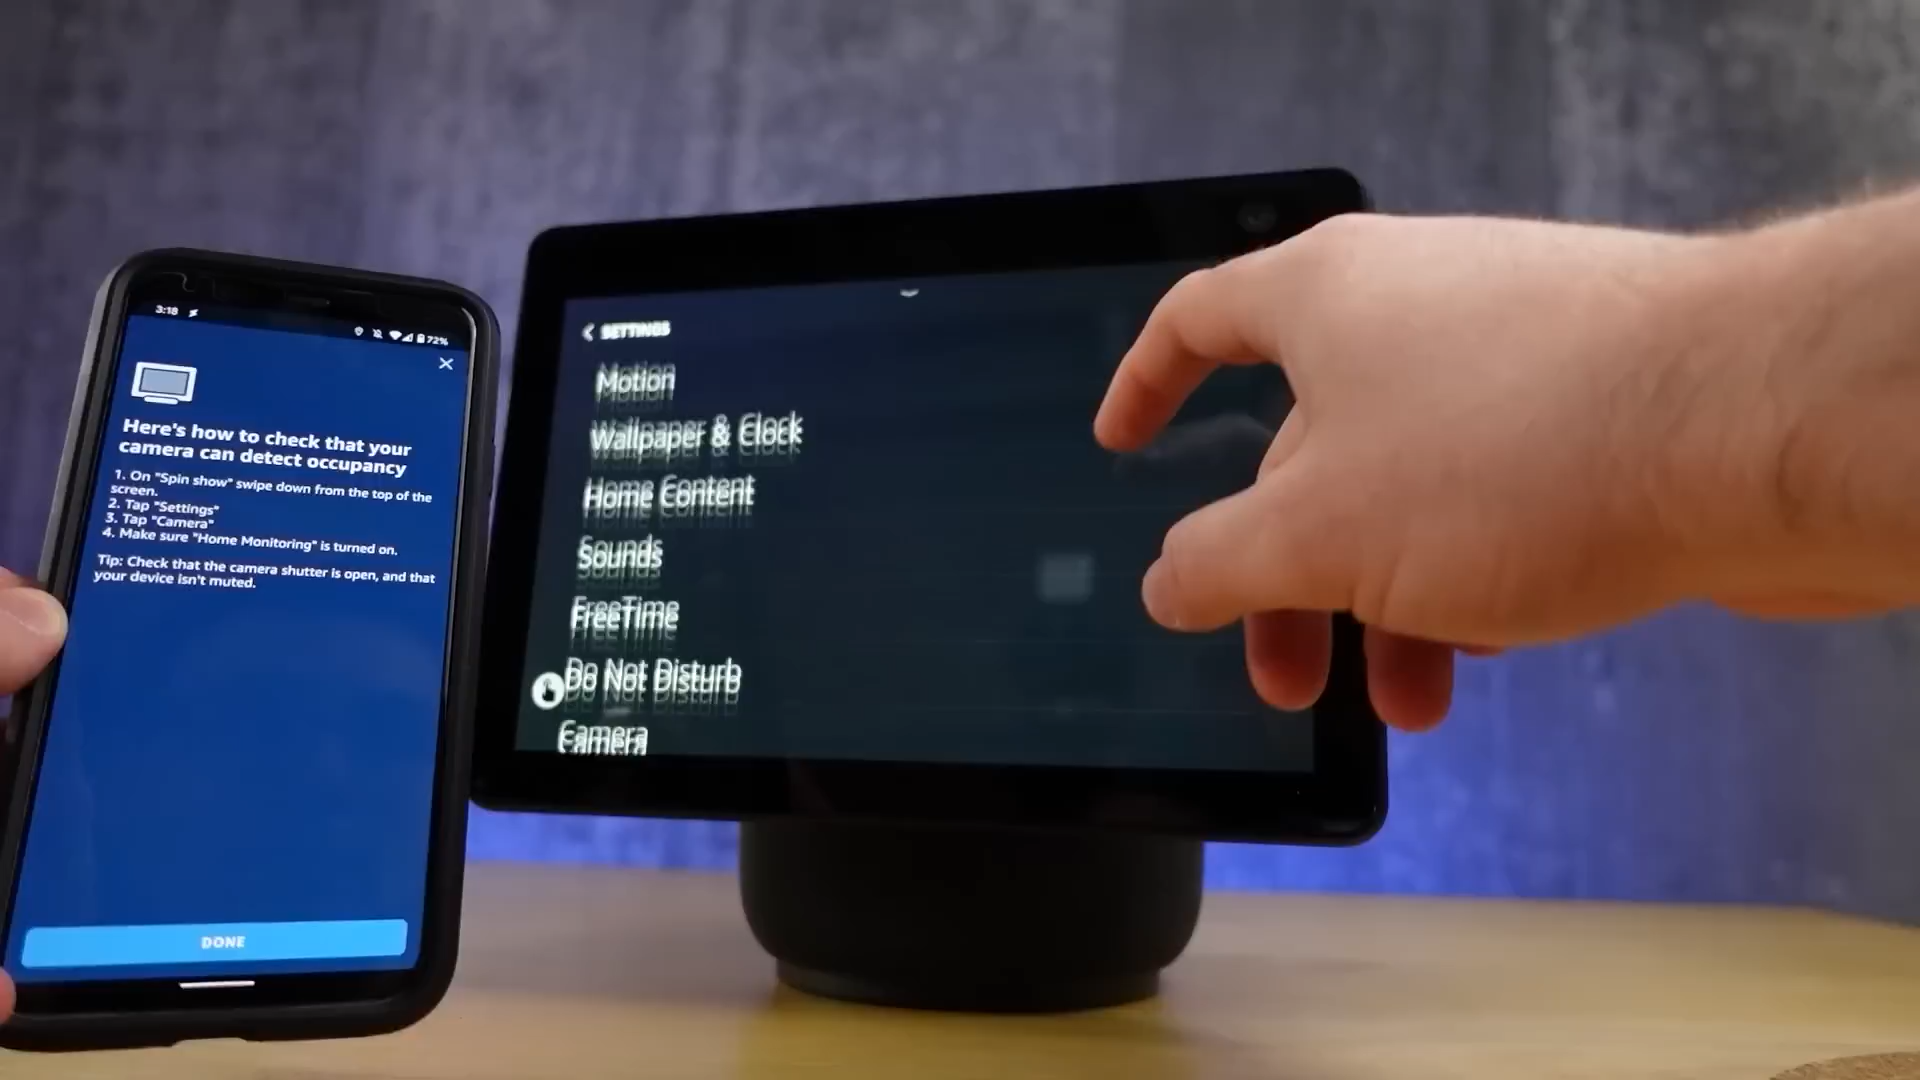 3:18
72%
Here's how to check that your
camera can detect occupancy
1. On "Spin show" swipe down from the top of the
screen.
2. Tap "Settings"
3. Tap "Camera"
4. Make sure "Home Monitoring" is turned on.
Tip: Check that the camera shutter is open, and that
your device isn't muted.
DONE
SETTINGS
Motion
Wallpaper & Clock
Home Content
Sounds
FreeTime
Do Not Disturb
Camera